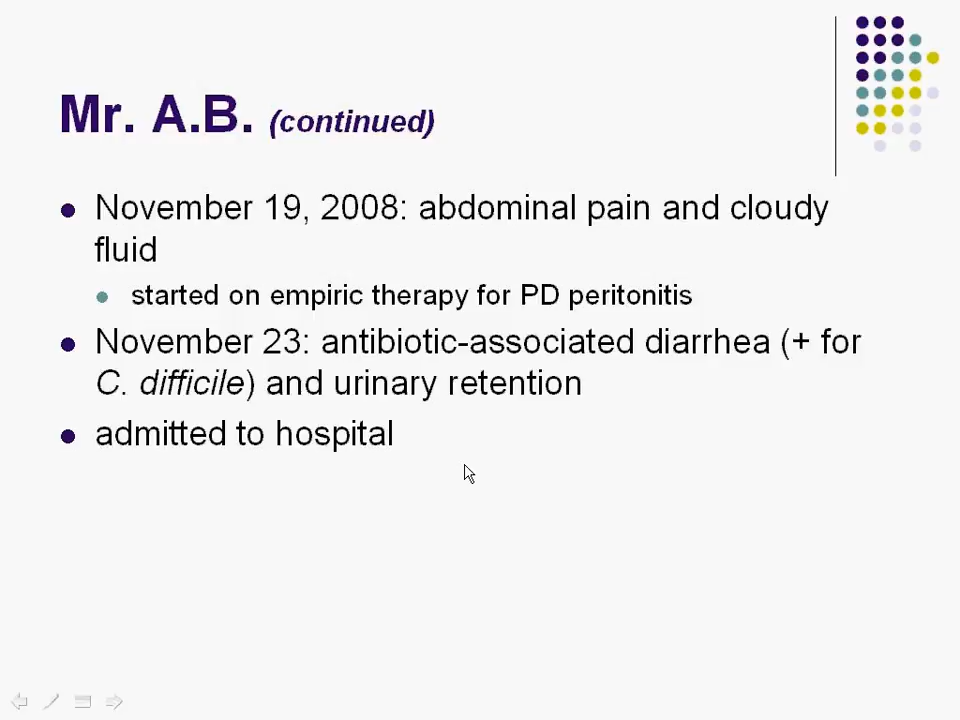 Mr. A.B. (continued)
November 19, 2008: abdominal pain and cloudy
fluid
started on empiric therapy for PD peritonitis
November 23: antibiotic-associated diarrhea (+ for
C. difficile) and urinary retention
admitted to hospital